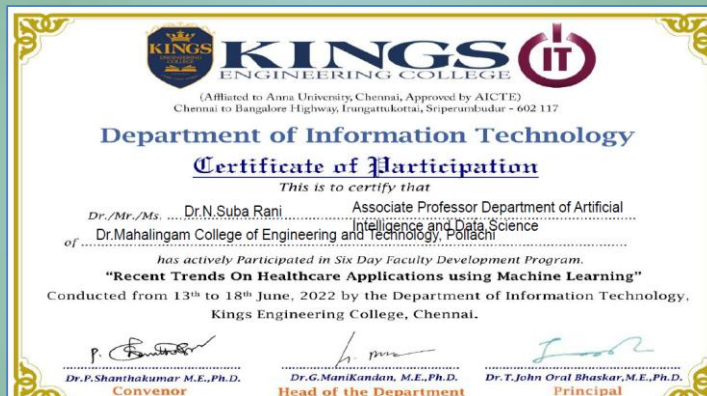 KINGS
ENGINEERING
COLLEGE
KINGS
ENGINEERING COLLEGE
IT
(Affliated to Anna University, Chennai, Approved by AICTE)
Chennai to Bangalore Highway, Irungattukottai, Sriperumbudur - 602 117
Department of Information Technology
Certificate of Participation
This is to certify that
Dr./Mr./Ms. Dr.N.Suba Rani Associate Professor Department of Artificial
Intelligence and Data Science
of Dr.Mahalingam College of Engineering and Technology, Pollachi
has actively Participated in Six Day Faculty Development Program.
"Recent Trends On Healthcare Applications using Machine Learning"
Conducted from 13th to 18th June, 2022 by the Department of Information Technology,
Kings Engineering College, Chennai.
Dr.P.Shanthakumar M.E.,Ph.D. Dr.G.ManiKandan, M.E.,Ph.D. Dr.T.John Oral Bhaskar,M.E.,Ph.D.
Convenor Head of the Department Principal